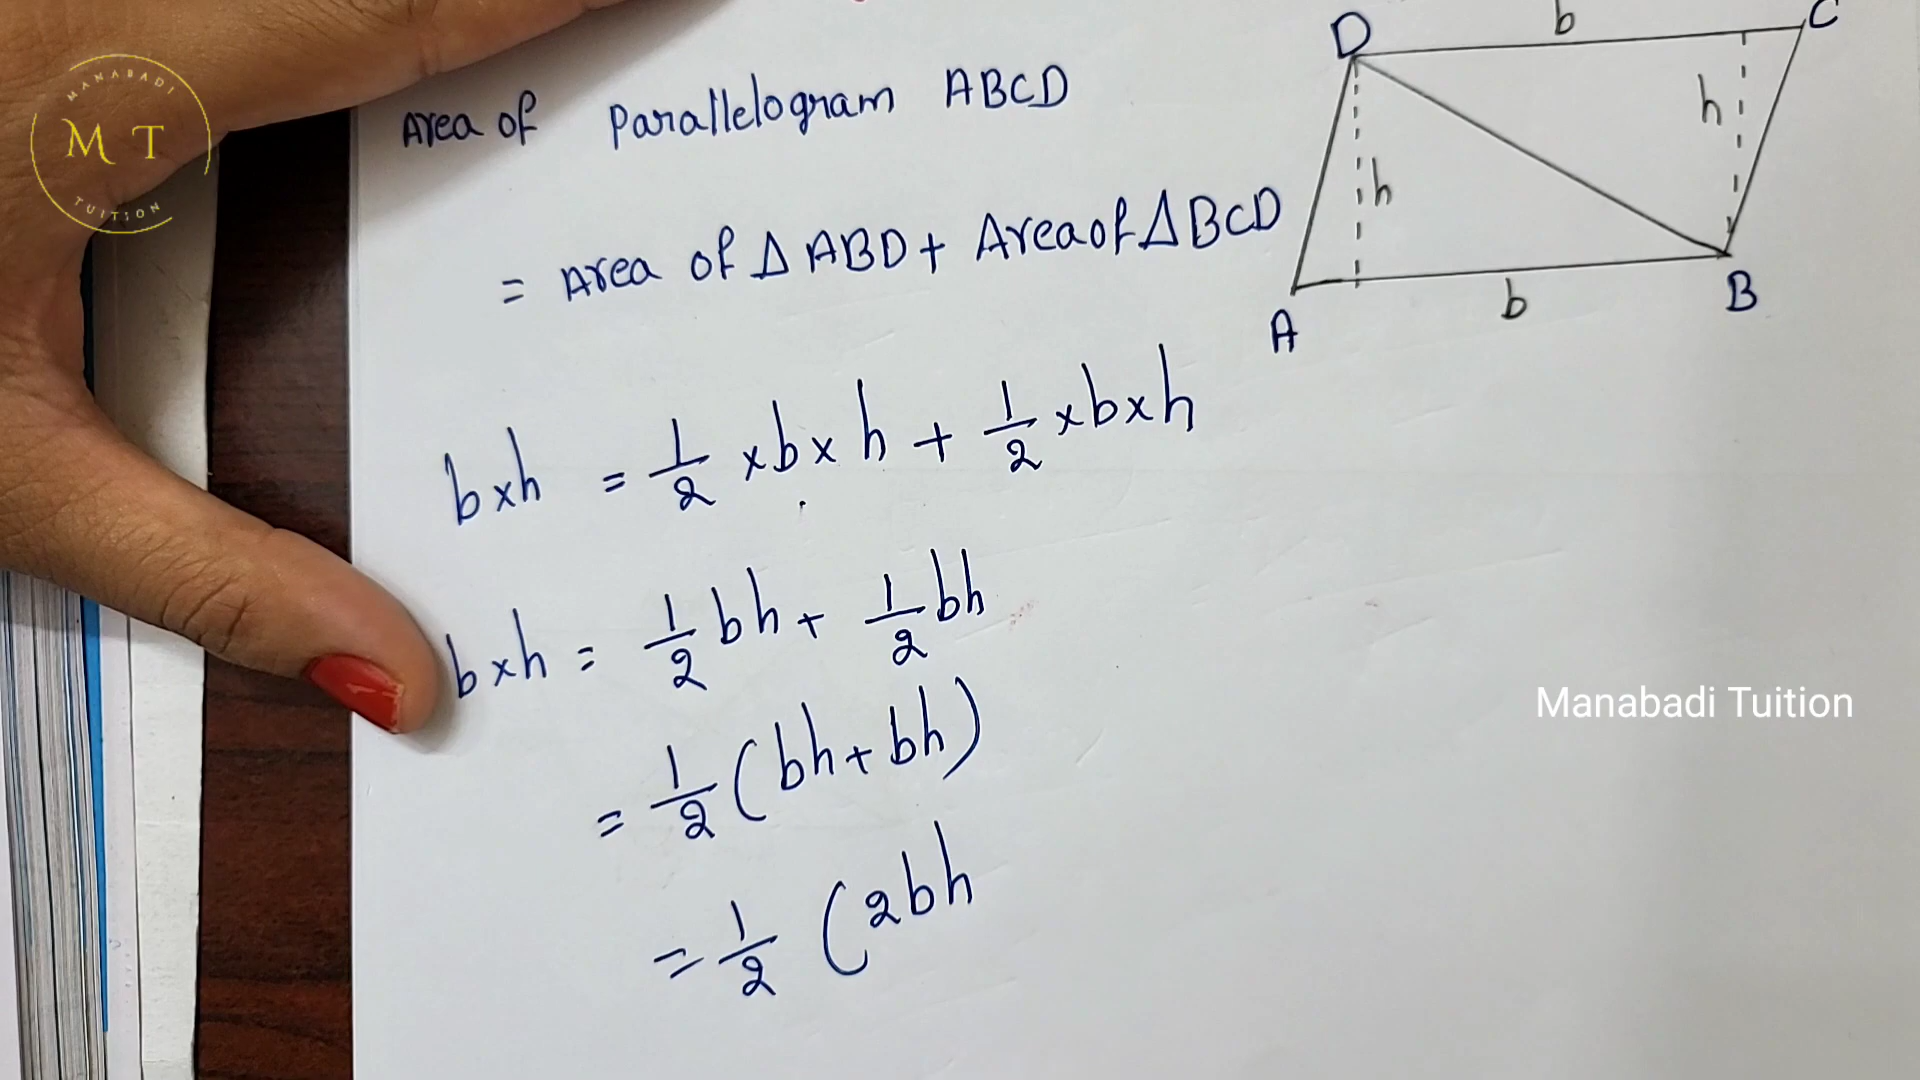 MANABADI
M T
TUITION
Area of Parallelogram ABCD
= Area of Δ ABD + Area of Δ BCD
b×h = 1/2 ×b×h + 1/2 ×b×h
b×h = 1/2 bh + 1/2 bh
= 1/2 (bh + bh)
= 1/2 (2bh
D b C
h
h
A b B
Manabadi Tuition